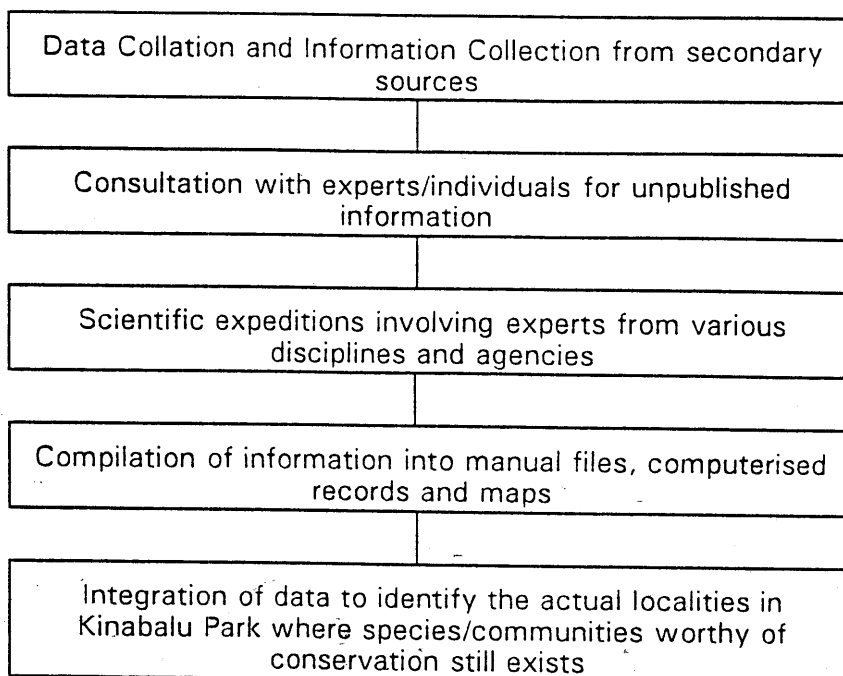 Data Collation and Information Collection from secondary
sources
Consultation with experts/individuals for unpublished
information
Scientific expeditions involving experts from various
disciplines and agencies
Compilation of information into manual files, computerised
records and maps
Integration of data to identify the actual localities in
Kinabalu Park where species/communities worthy of
conservation still exists